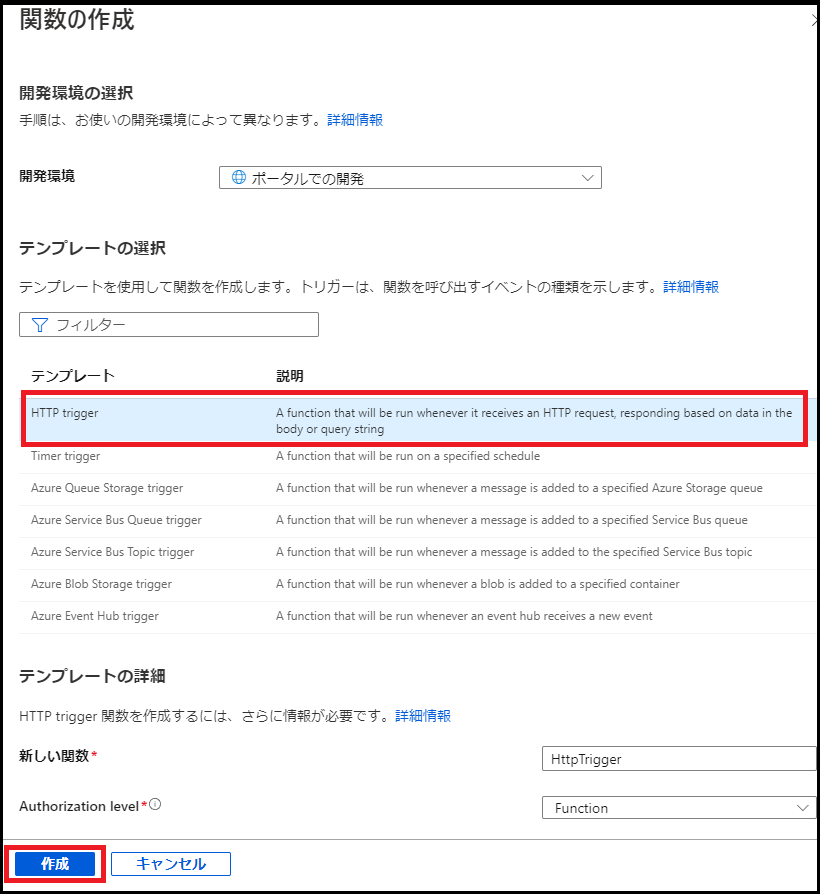 関数の作成
開発環境の選択
手順は、お使いの開発環境によって異なります。詳細情報
開発環境
ポータルでの開発
テンプレートの選択
テンプレートを使用して関数を作成します。トリガーは、関数を呼び出すイベントの種類を示します。詳細情報
フィルター
テンプレート 説明
HTTP trigger A function that will be run whenever it receives an HTTP request, responding based on data in the
body or query string
Timer trigger A function that will be run on a specified schedule
Azure Queue Storage trigger A function that will be run whenever a message is added to a specified Azure Storage queue
Azure Service Bus Queue trigger A function that will be run whenever a message is added to a specified Service Bus queue
Azure Service Bus Topic trigger A function that will be run whenever a message is added to the specified Service Bus topic
Azure Blob Storage trigger A function that will be run whenever a blob is added to a specified container
Azure Event Hub trigger A function that will be run whenever an event hub receives a new event
テンプレートの詳細
HTTP trigger 関数を作成するには、さらに情報が必要です。詳細情報
新しい関数* HttpTrigger
Authorization level* Function
作成 キャンセル